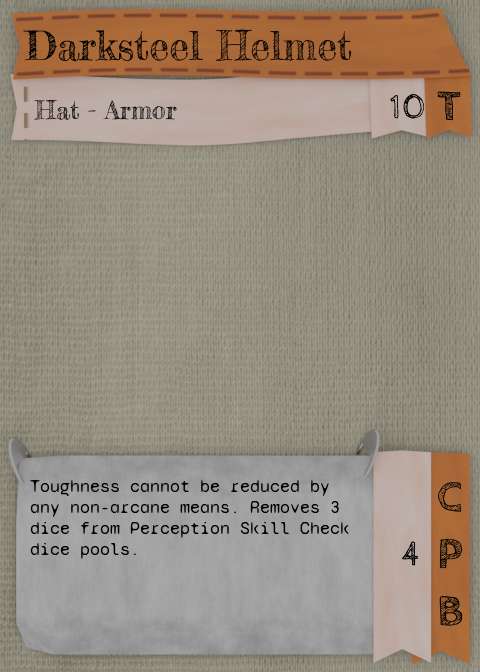 Darksteel Helmet
Hat - Armor
10 T
Toughness cannot be reduced by
any non-arcane means. Removes 3
dice from Perception Skill Check
dice pools.
C
4 P
B